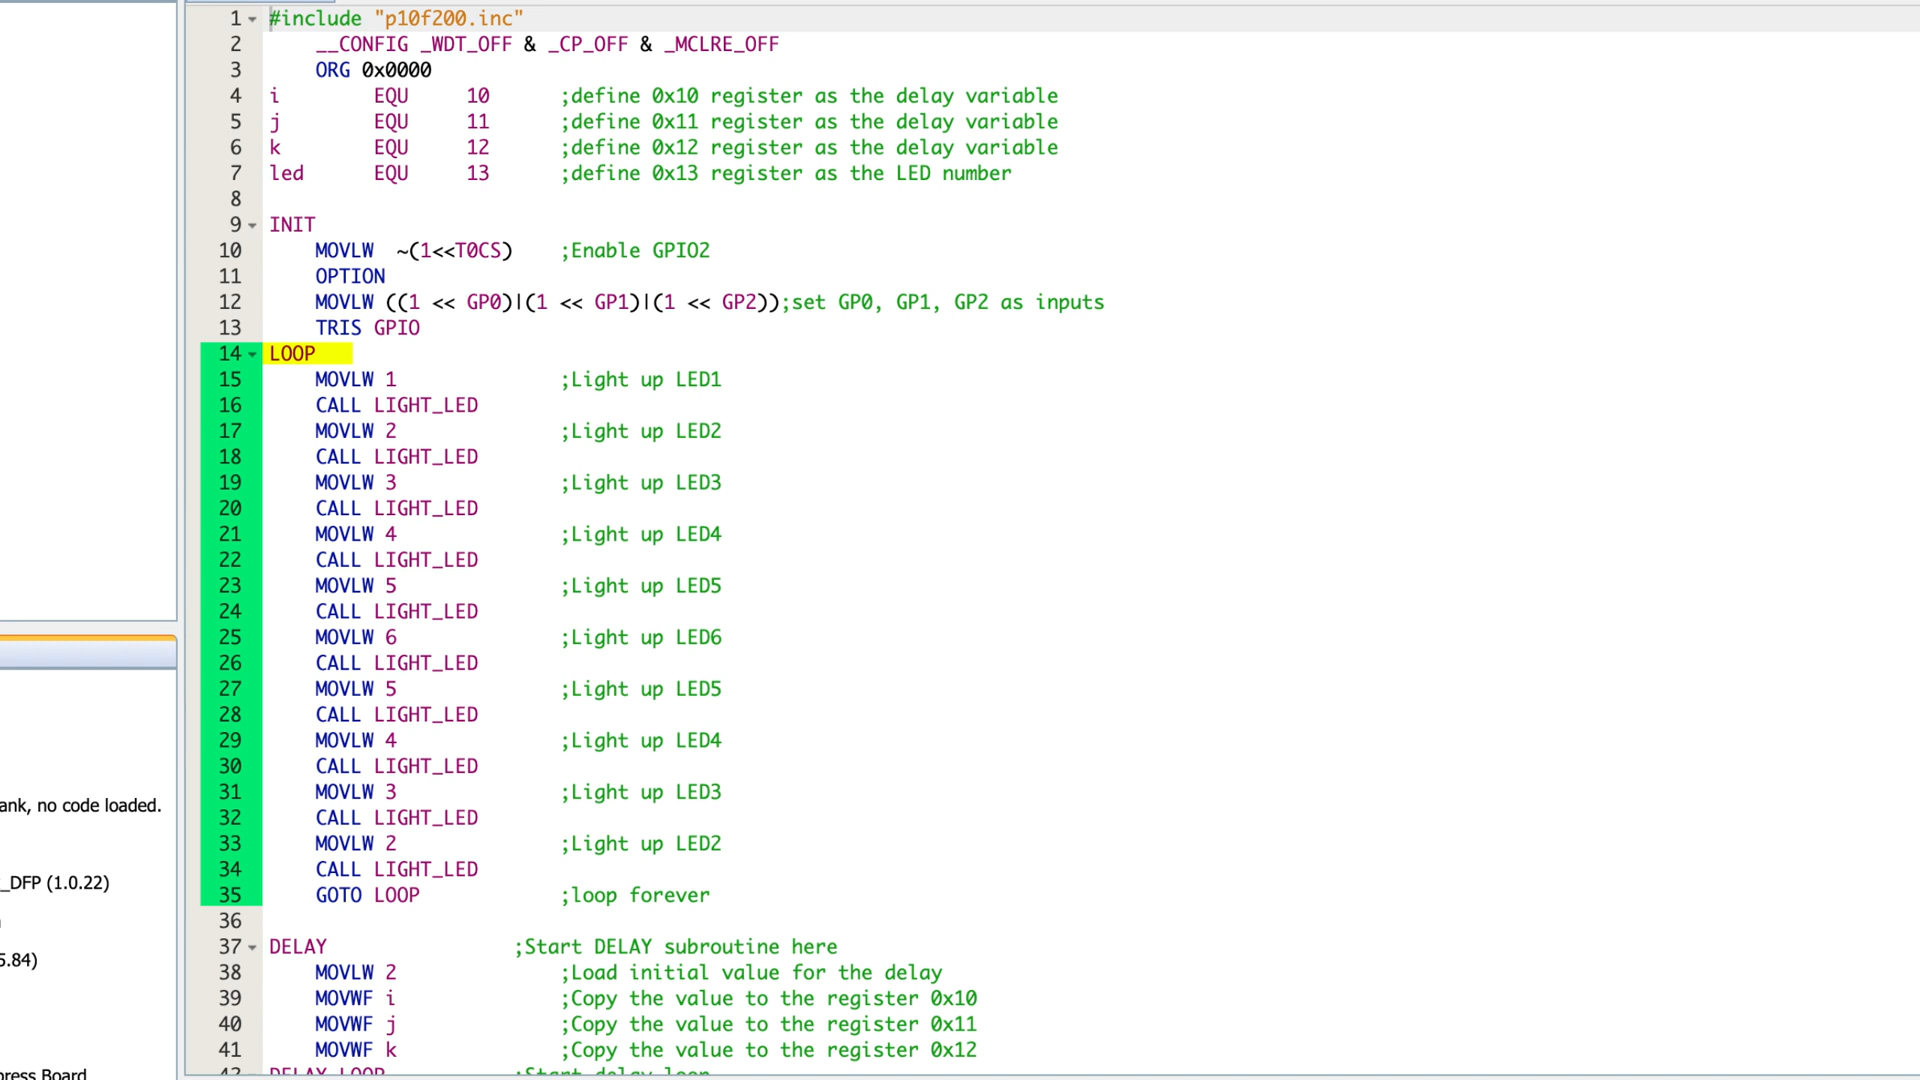 1 #include "p10f200.inc"
2 __CONFIG _WDT_OFF & _CP_OFF & _MCLRE_OFF
3 ORG 0x0000
4 i EQU 10 ;define 0x10 register as the delay variable
5 j EQU 11 ;define 0x11 register as the delay variable
6 k EQU 12 ;define 0x12 register as the delay variable
7 led EQU 13 ;define 0x13 register as the LED number
8
9 INIT
10 MOVLW ~(1<<T0CS) ;Enable GPIO2
11 OPTION
12 MOVLW ((1 << GP0)|(1 << GP1)|(1 << GP2));set GP0, GP1, GP2 as inputs
13 TRIS GPIO
14 LOOP
15 MOVLW 1 ;Light up LED1
16 CALL LIGHT_LED
17 MOVLW 2 ;Light up LED2
18 CALL LIGHT_LED
19 MOVLW 3 ;Light up LED3
20 CALL LIGHT_LED
21 MOVLW 4 ;Light up LED4
22 CALL LIGHT_LED
23 MOVLW 5 ;Light up LED5
24 CALL LIGHT_LED
25 MOVLW 6 ;Light up LED6
26 CALL LIGHT_LED
27 MOVLW 5 ;Light up LED5
28 CALL LIGHT_LED
29 MOVLW 4 ;Light up LED4
30 CALL LIGHT_LED
31 MOVLW 3 ;Light up LED3
32 CALL LIGHT_LED
33 MOVLW 2 ;Light up LED2
34 CALL LIGHT_LED
35 GOTO LOOP ;loop forever
36
37 DELAY ;Start DELAY subroutine here
38 MOVLW 2 ;Load initial value for the delay
39 MOVWF i ;Copy the value to the register 0x10
40 MOVWF j ;Copy the value to the register 0x11
41 MOVWF k ;Copy the value to the register 0x12
42 DELAY_LOOP ;Start delay loop
ank, no code loaded.
_DFP (1.0.22)
5.84)
press Board